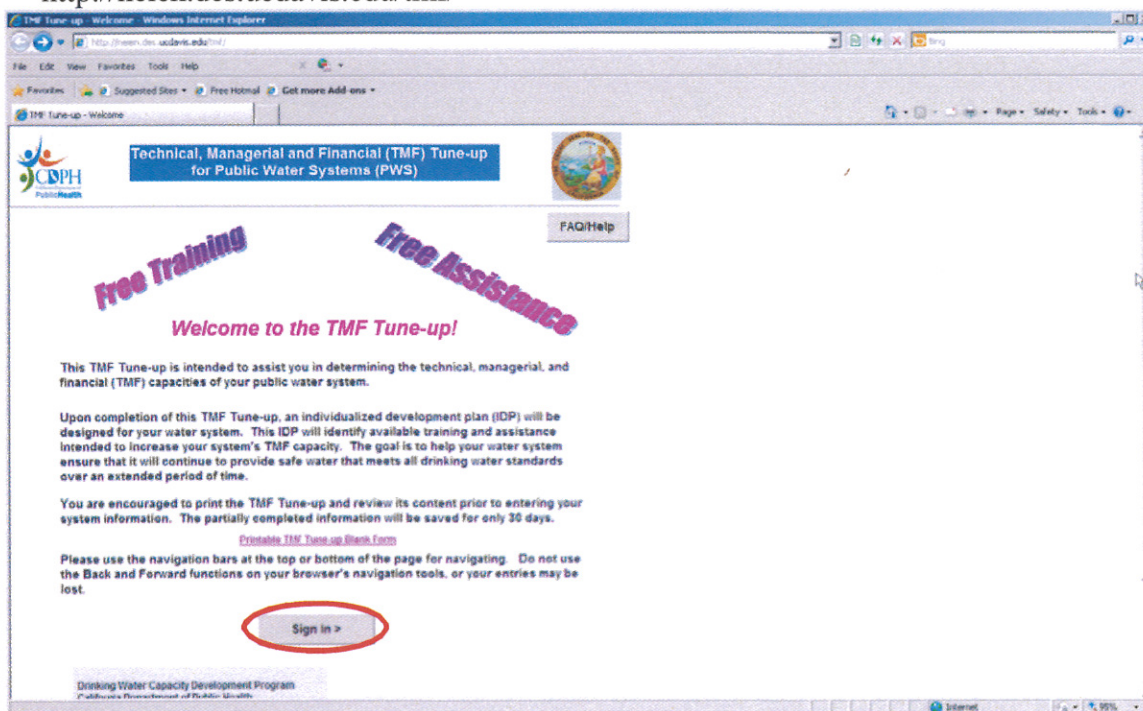 TMF Tune-up - Welcome - Windows Internet Explorer
bing
File Edit View Favorites Tools Help
Favorites Suggested Sites Free Hotmail Get more Add-ons
TMF Tune-up - Welcome
Page Safety Tools
CDPH
PublicHealth
Technical, Managerial and Financial (TMF) Tune-up
for Public Water Systems (PWS)
FAQ/Help
Free Training
Free Assistance
Welcome to the TMF Tune-up!
This TMF Tune-up is intended to assist you in determining the technical, managerial, and
financial (TMF) capacities of your public water system.
Upon completion of this TMF Tune-up, an individualized development plan (IDP) will be
designed for your water system. This IDP will identify available training and assistance
intended to increase your system's TMF capacity. The goal is to help your water system
ensure that it will continue to provide safe water that meets all drinking water standards
over an extended period of time.
You are encouraged to print the TMF Tune-up and review its content prior to entering your
system information. The partially completed information will be saved for only 30 days.
Printable TMF Tune-up Blank Form
Please use the navigation bars at the top or bottom of the page for navigating. Do not use
the Back and Forward functions on your browser's navigation tools, or your entries may be
lost.
Sign in >
Drinking Water Capacity Development Program
California Department of Public Health
Internet
95%